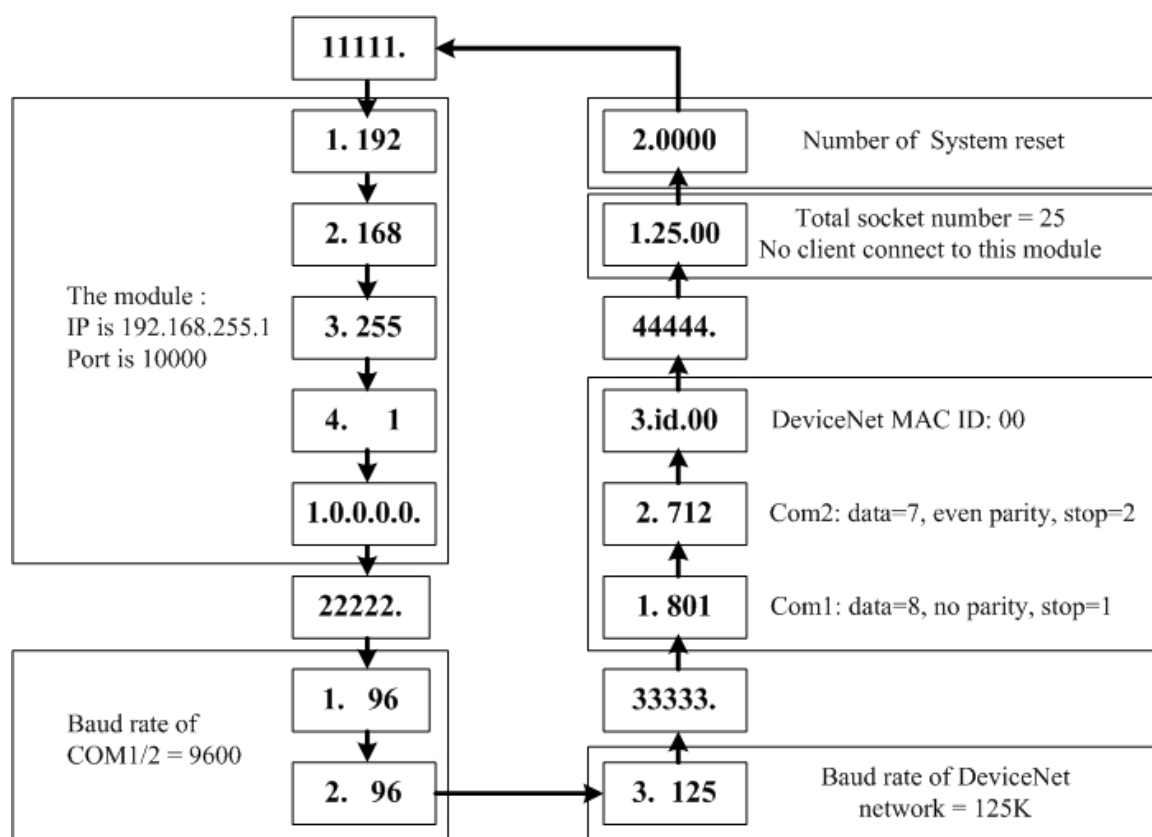 11111.
The module :
IP is 192.168.255.1
Port is 10000
1. 192
2. 168
3. 255
4. 1
1.0.0.0.0.
22222.
Baud rate of
COM1/2 = 9600
1. 96
2. 96
3. 125
Baud rate of DeviceNet
network = 125K
33333.
1. 801
Com1: data=8, no parity, stop=1
2. 712
Com2: data=7, even parity, stop=2
3.id.00
DeviceNet MAC ID: 00
44444.
1.25.00
Total socket number = 25
No client connect to this module
2.0000
Number of System reset